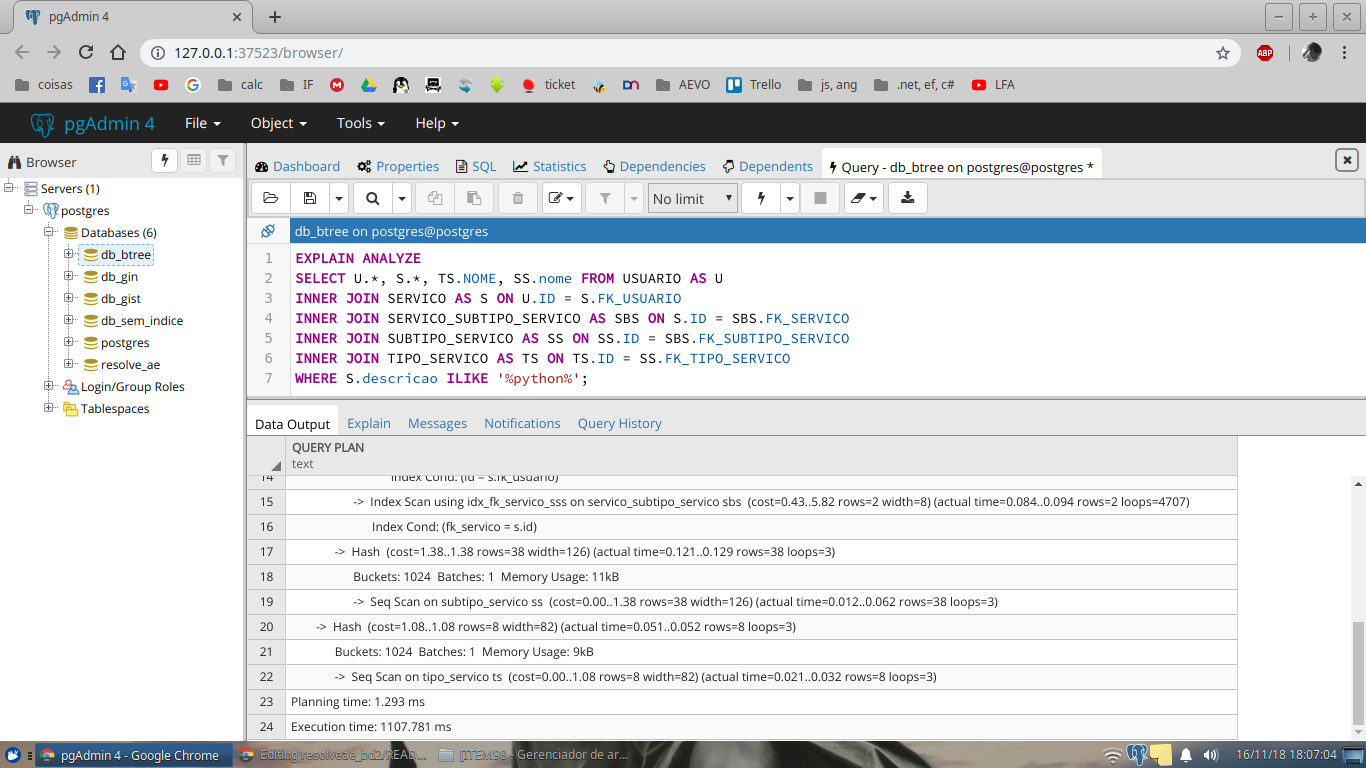 pgAdmin 4
127.0.0.1:37523/browser/
ABP
coisas
calc
IF
ticket
AEVO
Trello
js, ang
.net, ef, c#
LFA
pgAdmin 4
File
Object
Tools
Help
Browser
Dashboard
Properties
SQL
Statistics
Dependencies
Dependents
Query - db_btree on postgres@postgres *
Servers (1)
postgres
Databases (6)
db_btree
db_gin
db_gist
db_sem_indice
postgres
resolve_ae
Login/Group Roles
Tablespaces
No limit
db_btree on postgres@postgres
1 EXPLAIN ANALYZE
2 SELECT U.*, S.*, TS.NOME, SS.nome FROM USUARIO AS U
3 INNER JOIN SERVICO AS S ON U.ID = S.FK_USUARIO
4 INNER JOIN SERVICO_SUBTIPO_SERVICO AS SBS ON S.ID = SBS.FK_SERVICO
5 INNER JOIN SUBTIPO_SERVICO AS SS ON SS.ID = SBS.FK_SUBTIPO_SERVICO
6 INNER JOIN TIPO_SERVICO AS TS ON TS.ID = SS.FK_TIPO_SERVICO
7 WHERE S.descricao ILIKE '%python%';
Data Output
Explain
Messages
Notifications
Query History
QUERY PLAN
text
14 Index Cond: (id = s.fk_usuario)
15 -> Index Scan using idx_fk_servico_sss on servico_subtipo_servico sbs (cost=0.43..5.82 rows=2 width=8) (actual time=0.084..0.094 rows=2 loops=4707)
16 Index Cond: (fk_servico = s.id)
17 -> Hash (cost=1.38..1.38 rows=38 width=126) (actual time=0.121..0.129 rows=38 loops=3)
18 Buckets: 1024 Batches: 1 Memory Usage: 11kB
19 -> Seq Scan on subtipo_servico ss (cost=0.00..1.38 rows=38 width=126) (actual time=0.012..0.062 rows=38 loops=3)
20 -> Hash (cost=1.08..1.08 rows=8 width=82) (actual time=0.051..0.052 rows=8 loops=3)
21 Buckets: 1024 Batches: 1 Memory Usage: 9kB
22 -> Seq Scan on tipo_servico ts (cost=0.00..1.08 rows=8 width=82) (actual time=0.021..0.032 rows=8 loops=3)
23 Planning time: 1.293 ms
24 Execution time: 1107.781 ms
pgAdmin 4 - Google Chrome
Editing resolveae_bd2/READ...
- Gerenciador de ar...
16/11/18 18:07:04